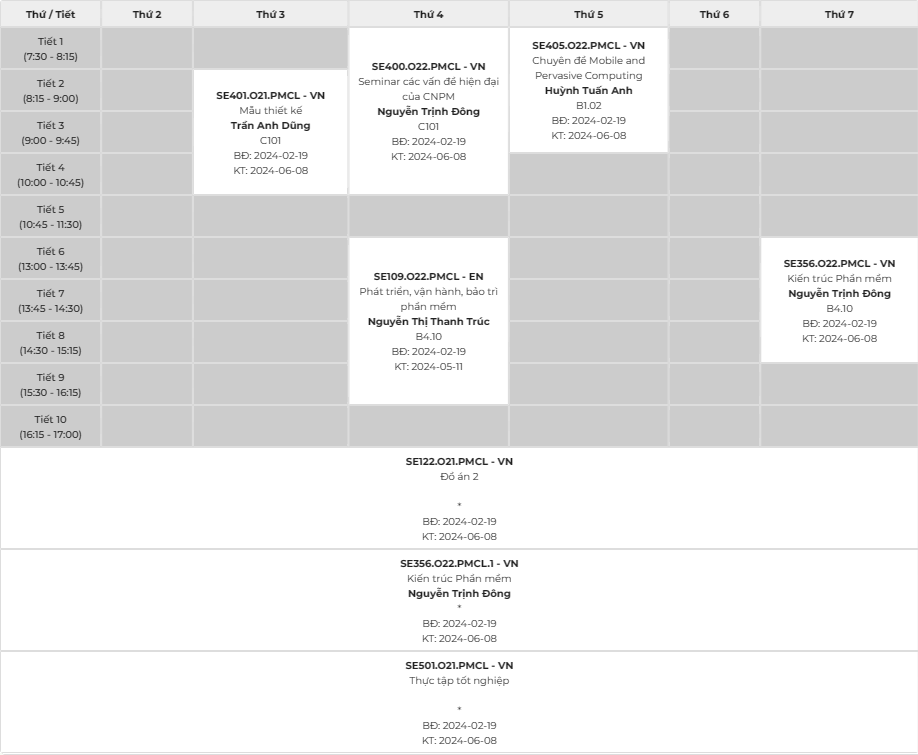 Thứ / Tiết
Thứ 2
Thứ 3
Thứ 4
Thứ 5
Thứ 6
Thứ 7
Tiết 1
(7:30 - 8:15)
Tiết 2
(8:15 - 9:00)
Tiết 3
(9:00 - 9:45)
Tiết 4
(10:00 - 10:45)
Tiết 5
(10:45 - 11:30)
Tiết 6
(13:00 - 13:45)
Tiết 7
(13:45 - 14:30)
Tiết 8
(14:30 - 15:15)
Tiết 9
(15:30 - 16:15)
Tiết 10
(16:15 - 17:00)
SE401.O21.PMCL - VN
Mẫu thiết kế
Trần Anh Dũng
C101
BĐ: 2024-02-19
KT: 2024-06-08
SE400.O22.PMCL - VN
Seminar các vấn đề hiện đại
của CNPM
Nguyễn Trịnh Đông
C101
BĐ: 2024-02-19
KT: 2024-06-08
SE405.O22.PMCL - VN
Chuyên đề Mobile and
Pervasive Computing
Huỳnh Tuấn Anh
B1.02
BĐ: 2024-02-19
KT: 2024-06-08
SE109.O22.PMCL - EN
Phát triển, vận hành, bảo trì
phần mềm
Nguyễn Thị Thanh Trúc
B4.10
BĐ: 2024-02-19
KT: 2024-05-11
SE356.O22.PMCL - VN
Kiến trúc Phần mềm
Nguyễn Trịnh Đông
B4.10
BĐ: 2024-02-19
KT: 2024-06-08
SE122.O21.PMCL - VN
Đồ án 2
*
BĐ: 2024-02-19
KT: 2024-06-08
SE356.O22.PMCL.1 - VN
Kiến trúc Phần mềm
Nguyễn Trịnh Đông
*
BĐ: 2024-02-19
KT: 2024-06-08
SE501.O21.PMCL - VN
Thực tập tốt nghiệp
*
BĐ: 2024-02-19
KT: 2024-06-08